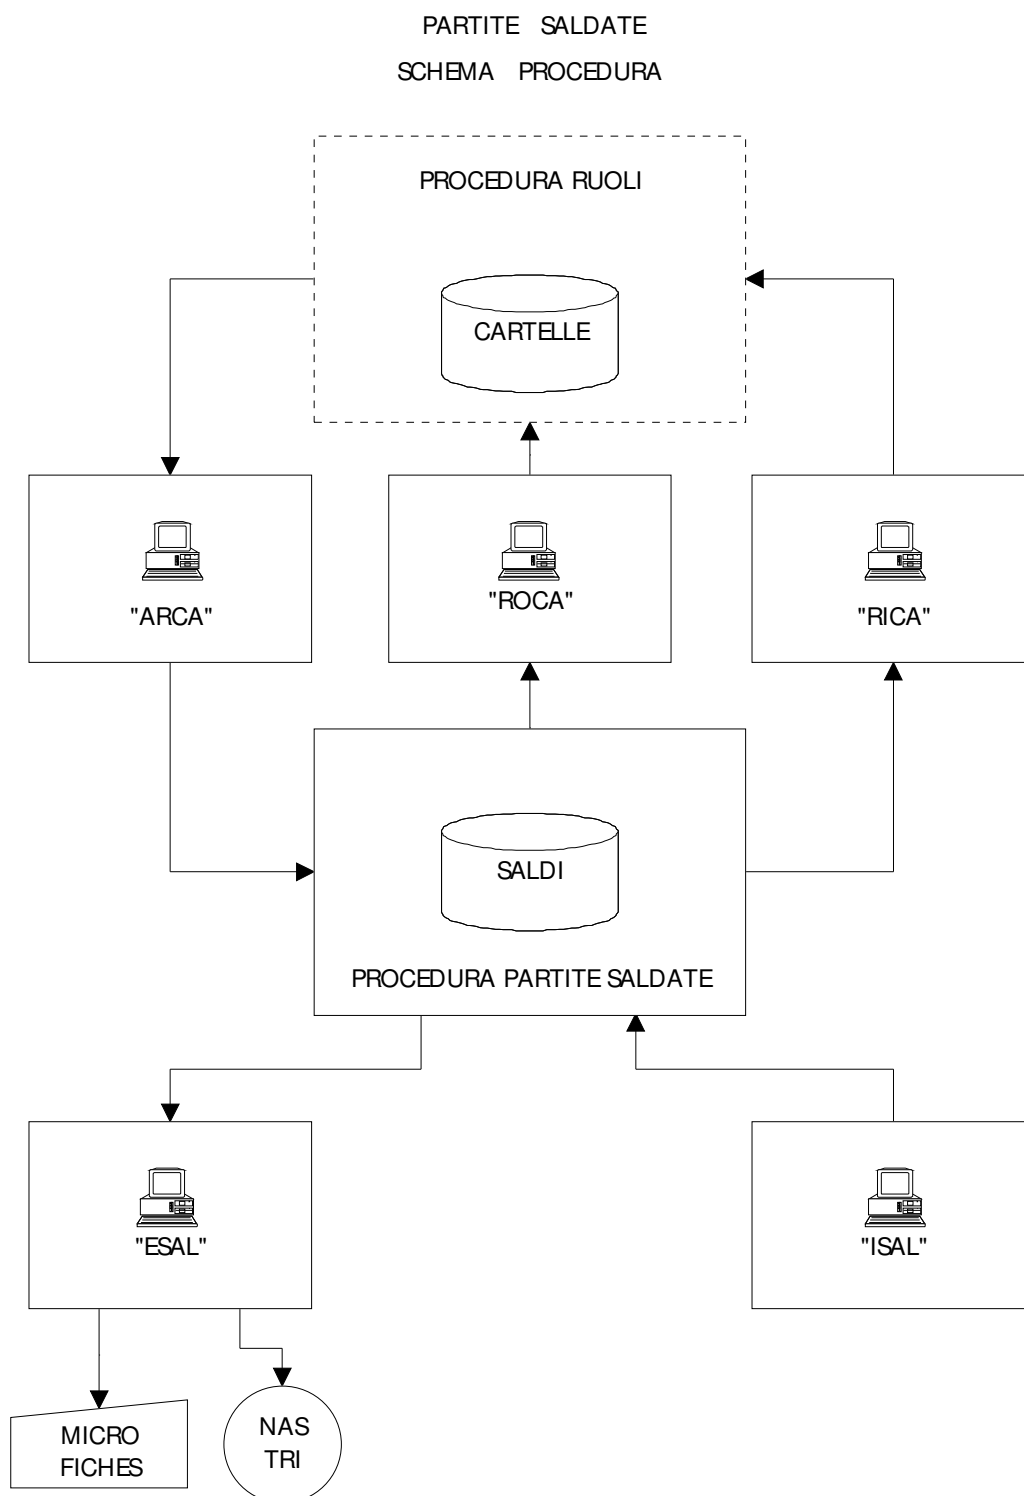 PARTITE SALDATE
SCHEMA PROCEDURA
PROCEDURA RUOLI
CARTELLE
"ARCA"
"ROCA"
"RICA"
SALDI
PROCEDURA PARTITE SALDATE
"ESAL"
"ISAL"
MICRO
FICHES
NAS
TRI